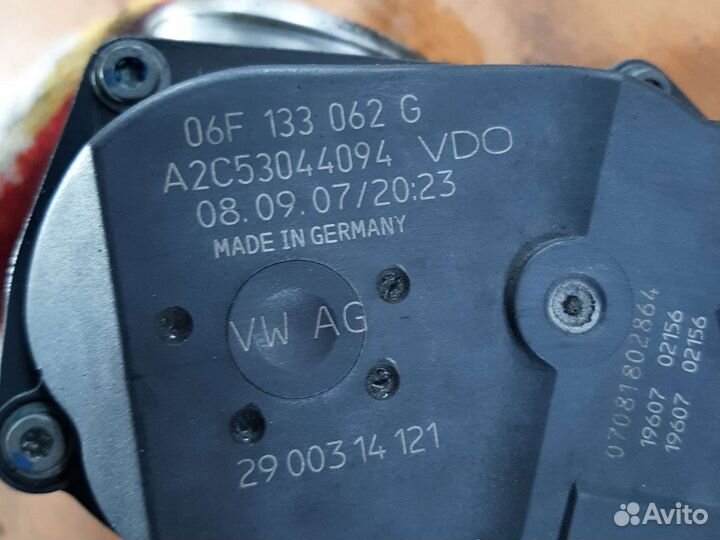 06F 133 062 G
A2C53044094 VDO
08.09.07/20:23
MADE IN GERMANY
VW AG
29 003 14 121
07081802864
19607 02156
19607 02156
Avito